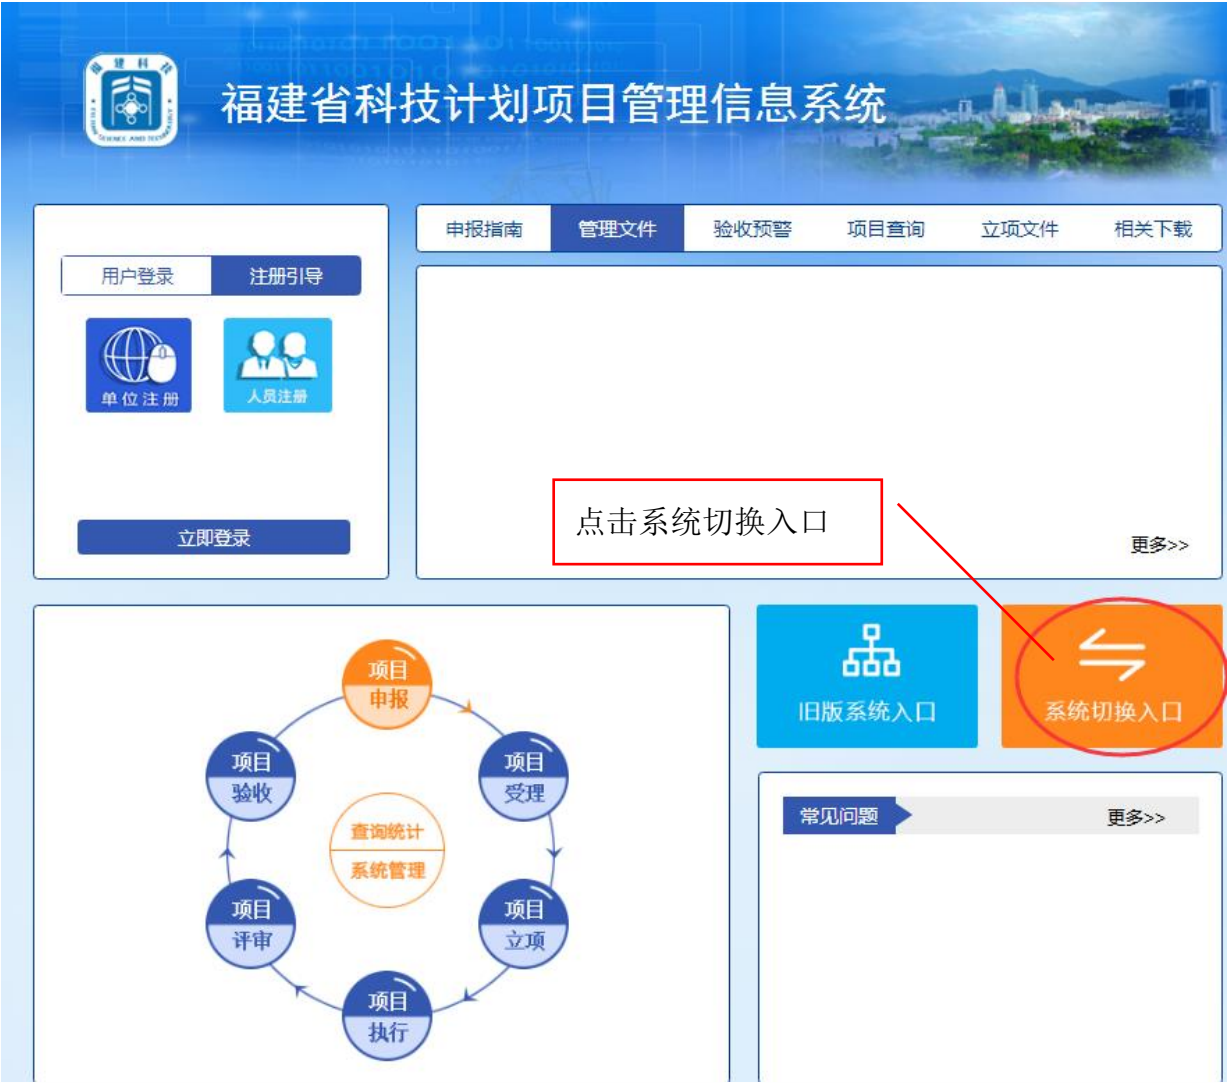 福建科技
福建省科技计划项目管理信息系统
申报指南 管理文件 验收预警 项目查询 立项文件 相关下载
用户登录 注册引导
单位注册 人员注册
点击系统切换入口
立即登录
更多>>
旧版系统入口 系统切换入口
项目
申报
项目
受理
项目
立项
项目
执行
项目
评审
项目
验收
查询统计
系统管理
常见问题 更多>>